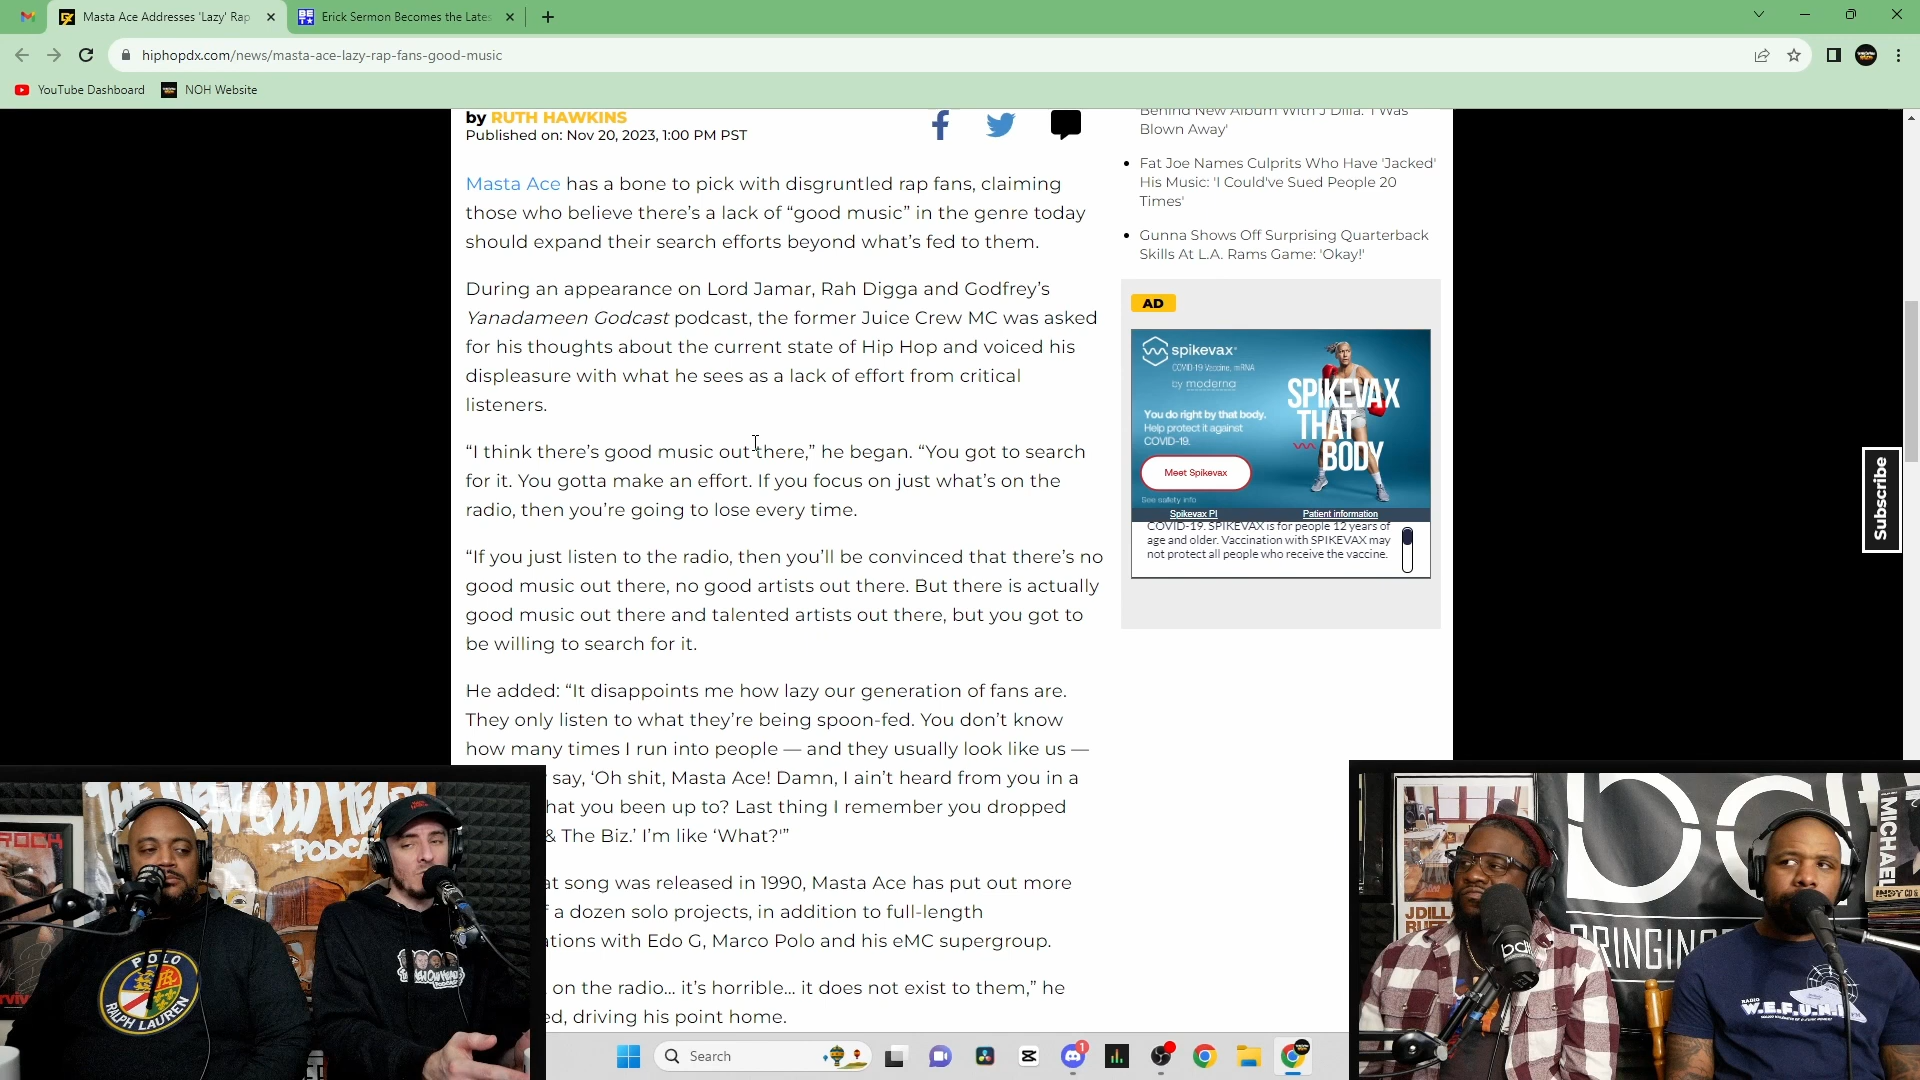 Masta Ace Addresses 'Lazy' Rap
Erick Sermon Becomes the Lates
hiphopdx.com/news/masta-ace-lazy-rap-fans-good-music
YouTube Dashboard
NOH Website
by RUTH HAWKINS
Published on: Nov 20, 2023, 1:00 PM PST
Masta Ace has a bone to pick with disgruntled rap fans, claiming
those who believe there's a lack of “good music” in the genre today
should expand their search efforts beyond what's fed to them.
During an appearance on Lord Jamar, Rah Digga and Godfrey's
Yanadameen Godcast podcast, the former Juice Crew MC was asked
for his thoughts about the current state of Hip Hop and voiced his
displeasure with what he sees as a lack of effort from critical
listeners.
“I think there's good music out there,” he began. “You got to search
for it. You gotta make an effort. If you focus on just what's on the
radio, then you're going to lose every time.
“If you just listen to the radio, then you'll be convinced that there's no
good music out there, no good artists out there. But there is actually
good music out there and talented artists out there, but you got to
be willing to search for it.
He added: “It disappoints me how lazy our generation of fans are.
They only listen to what they're being spoon-fed. You don't know
how many times I run into people — and they usually look like us —
say, ‘Oh shit, Masta Ace! Damn, I ain't heard from you in a
hat you been up to? Last thing I remember you dropped
& The Biz.’ I'm like ‘What?’”
at song was released in 1990, Masta Ace has put out more
f a dozen solo projects, in addition to full-length
ations with Edo G, Marco Polo and his eMC supergroup.
on the radio... it's horrible... it does not exist to them,” he
ed, driving his point home.
Behind New Album With J Dilla: 'I Was
Blown Away'
Fat Joe Names Culprits Who Have 'Jacked'
His Music: 'I Could've Sued People 20
Times'
Gunna Shows Off Surprising Quarterback
Skills At L.A. Rams Game: 'Okay!'
AD
spikevax
COVID-19 Vaccine, mRNA
by moderna
You do right by that body.
Help protect it against
COVID-19.
Meet Spikevax
See safety info
SPIKEVAX
THAT
BODY
Spikevax PI
Patient information
COVID-19. SPIKEVAX is for people 12 years of
age and older. Vaccination with SPIKEVAX may
not protect all people who receive the vaccine.
Subscribe
PODCA
POLO
RALPH LAUREN
JDILL
RUF
bdt
RINGING
MICHAEL
W.E.F.U.N.K
Search
1